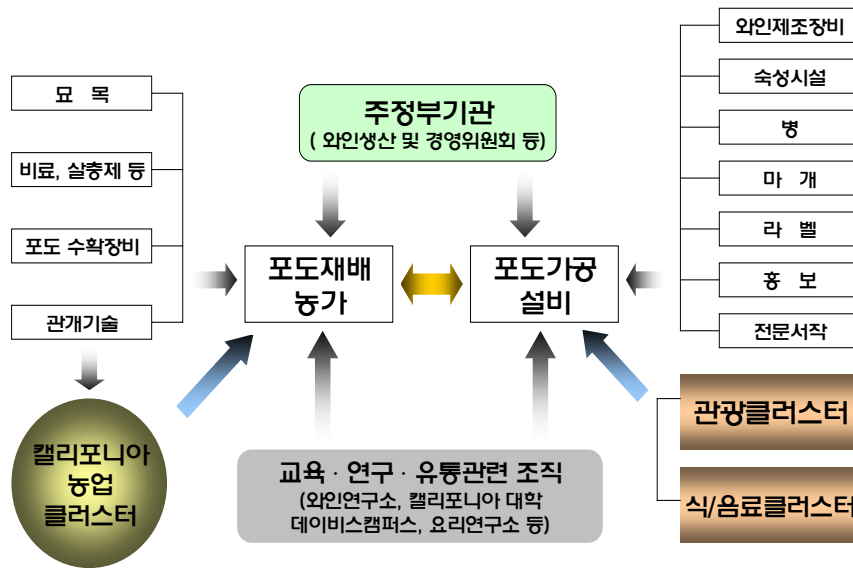 묘 목
비료, 살충제 등
포도 수확장비
관개기술
캘리포니아
농업
클러스터
주정부기관
( 와인생산 및 경영위원회 등)
포도재배
농가
포도가공
설비
교육 · 연구 · 유통관련 조직
(와인연구소, 캘리포니아 대학
데이비스캠퍼스, 요리연구소 등)
와인제조장비
숙성시설
병
마 개
라 벨
홍 보
전문서작
관광클러스터
식/음료클러스터